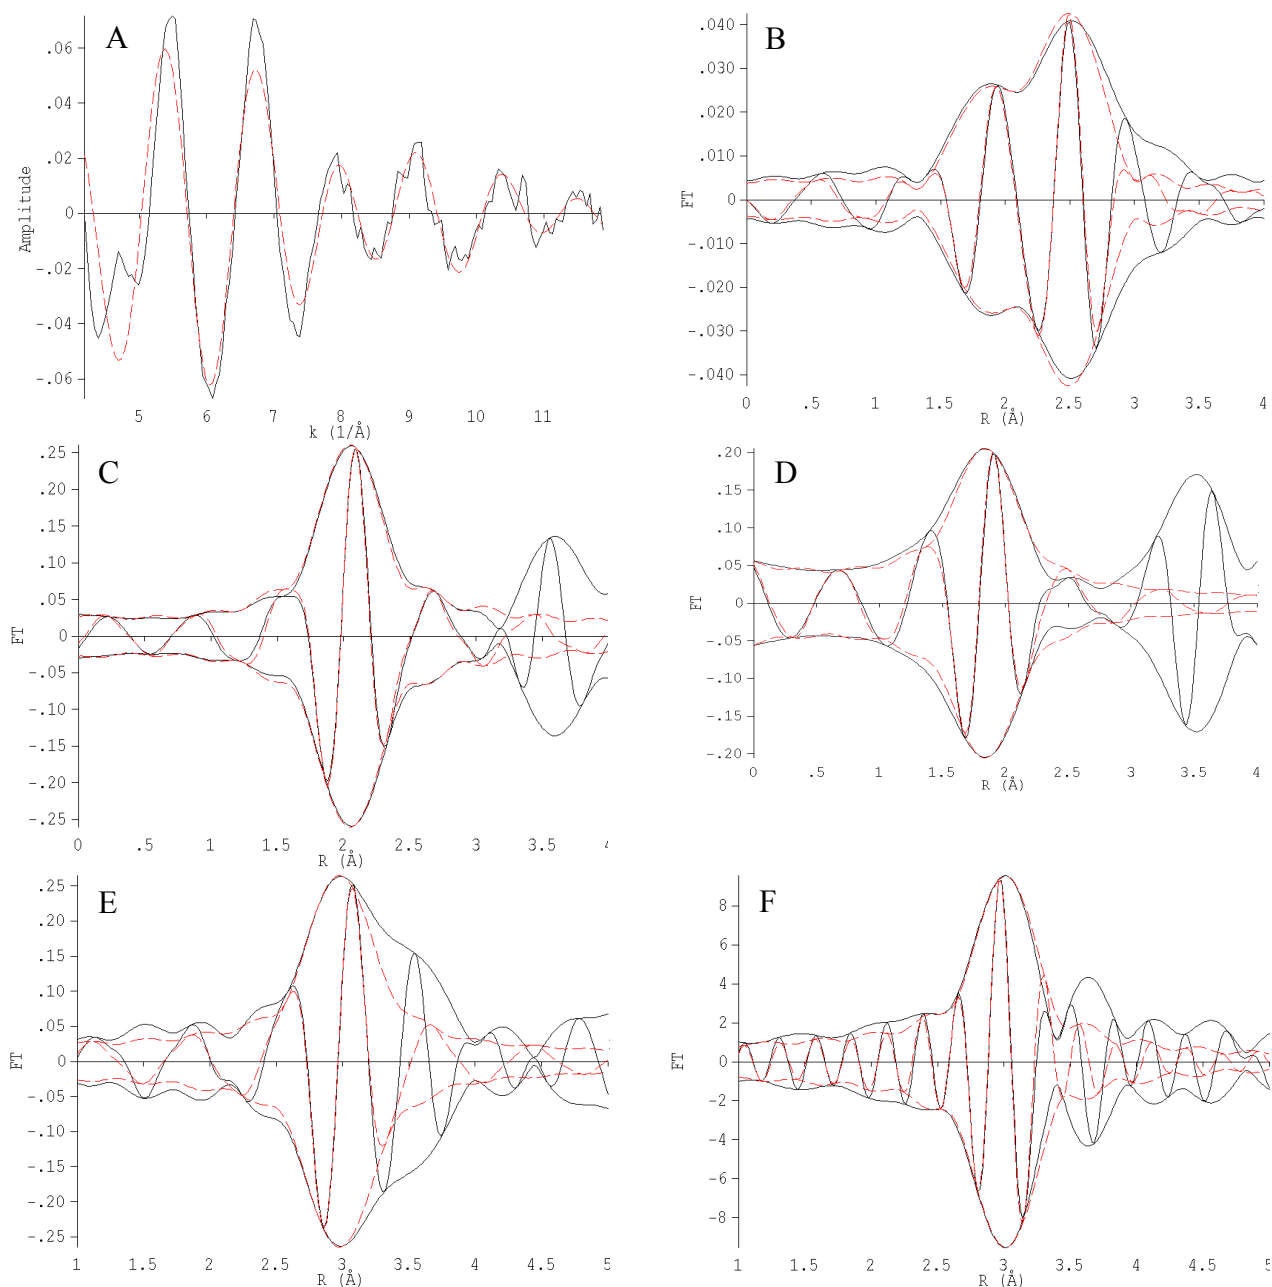 A
.06
.04
.02
0
-.02
-.04
-.06
Amplitude
5 6 7 8 9 10 11
k (1/Å)
B
.040
.030
.020
.010
0
-.010
-.020
-.030
-.040
FT
0 .5 1 1.5 2 2.5 3 3.5 4
R (Å)
C
.25
.20
.15
.10
.05
0
-.05
-.10
-.15
-.20
-.25
FT
0 .5 1 1.5 2 2.5 3 3.5 4
R (Å)
D
.20
.15
.10
.05
0
-.05
-.10
-.15
-.20
FT
0 .5 1 1.5 2 2.5 3 3.5 4
R (Å)
E
.25
.20
.15
.10
.05
0
-.05
-.10
-.15
-.20
-.25
FT
1 1.5 2 2.5 3 3.5 4 4.5 5
R (Å)
F
8
6
4
2
0
-2
-4
-6
-8
FT
1 1.5 2 2.5 3 3.5 4 4.5 5
R (Å)